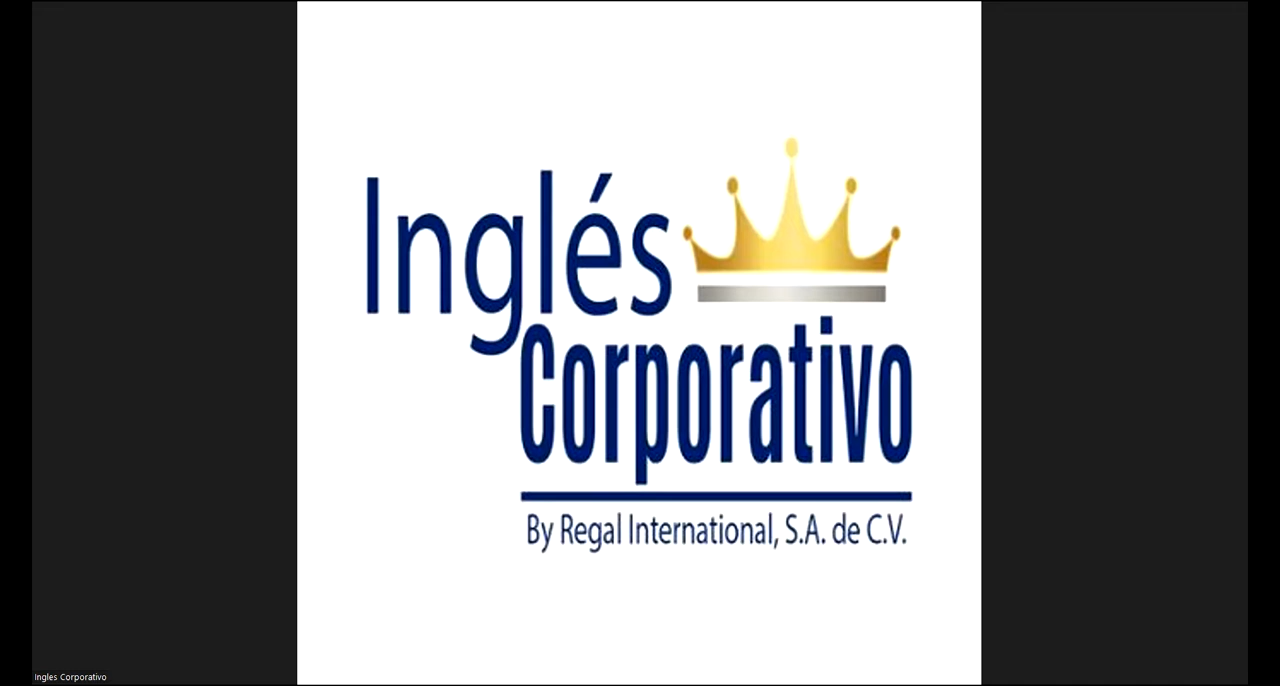 Inglés
Corporativo
By Regal International, S.A. de C.V.
Ingles Corporativo